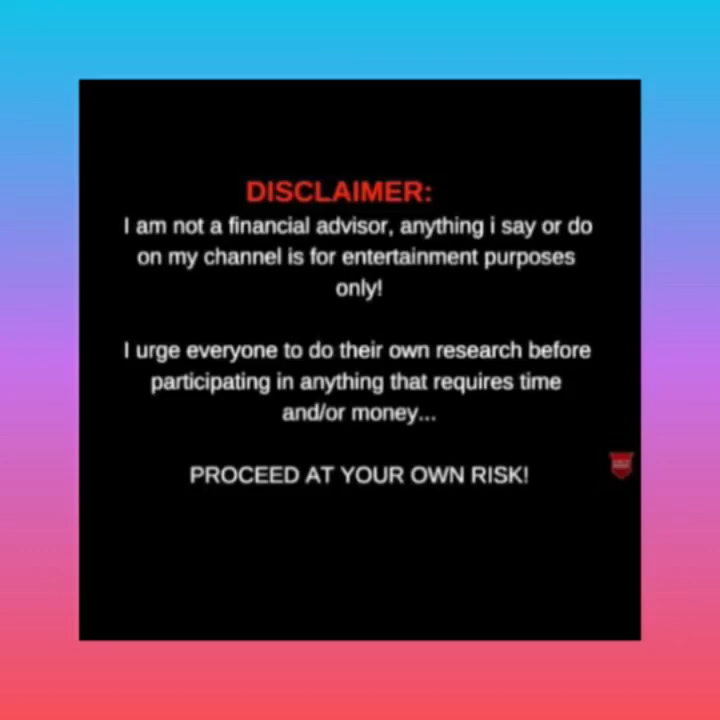 DISCLAIMER:
I am not a financial advisor, anything i say or do
on my channel is for entertainment purposes
only!
I urge everyone to do their own research before
participating in anything that requires time
and/or money...
PROCEED AT YOUR OWN RISK!